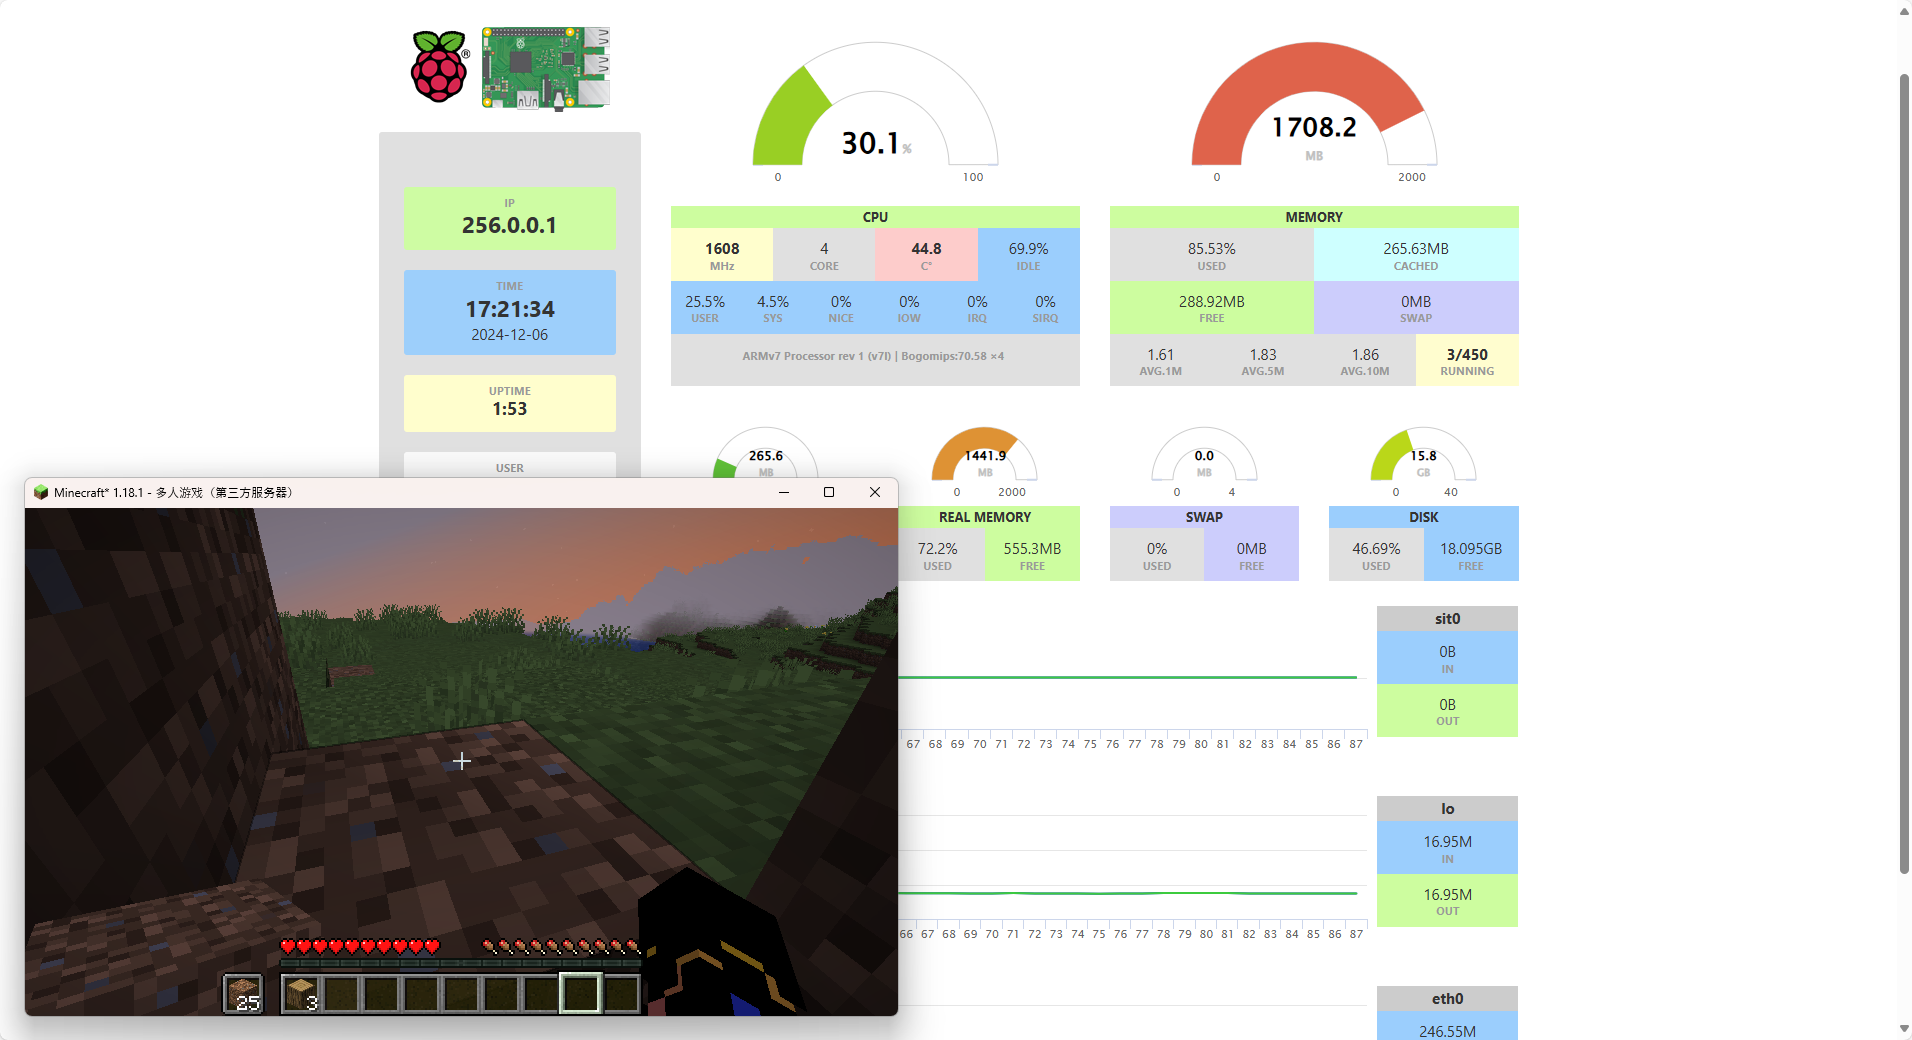 ®
IP
256.0.0.1
TIME
17:21:34
2024-12-06
UPTIME
1:53
USER
30.1%
0 100
CPU
1608 4 44.8 69.9%
MHz CORE C° IDLE
25.5% 4.5% 0% 0% 0% 0%
USER SYS NICE IOW IRQ SIRQ
ARMv7 Processor rev 1 (v7l) | Bogomips:70.58 ×4
1708.2
MB
0 2000
MEMORY
85.53% 265.63MB
USED CACHED
288.92MB 0MB
FREE SWAP
1.61 1.83 1.86 3/450
AVG.1M AVG.5M AVG.10M RUNNING
265.6
MB
1441.9
MB
0 2000
REAL MEMORY
72.2% 555.3MB
USED FREE
0.0
MB
0 4
SWAP
0% 0MB
USED FREE
15.8
GB
0 40
DISK
46.69% 18.095GB
USED FREE
67 68 69 70 71 72 73 74 75 76 77 78 79 80 81 82 83 84 85 86 87
sit0
0B
IN
0B
OUT
66 67 68 69 70 71 72 73 74 75 76 77 78 79 80 81 82 83 84 85 86 87
lo
16.95M
IN
16.95M
OUT
eth0
246.55M
Minecraft* 1.18.1 - 多人游戏（第三方服务器）
25 3